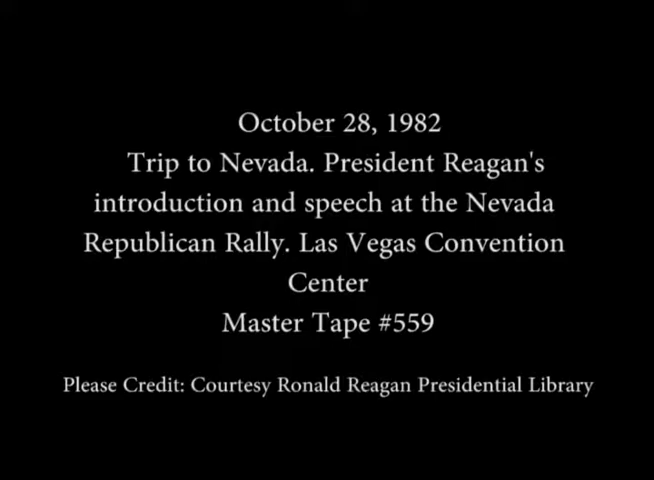 October 28, 1982
Trip to Nevada. President Reagan's
introduction and speech at the Nevada
Republican Rally. Las Vegas Convention
Center
Master Tape #559
Please Credit: Courtesy Ronald Reagan Presidential Library